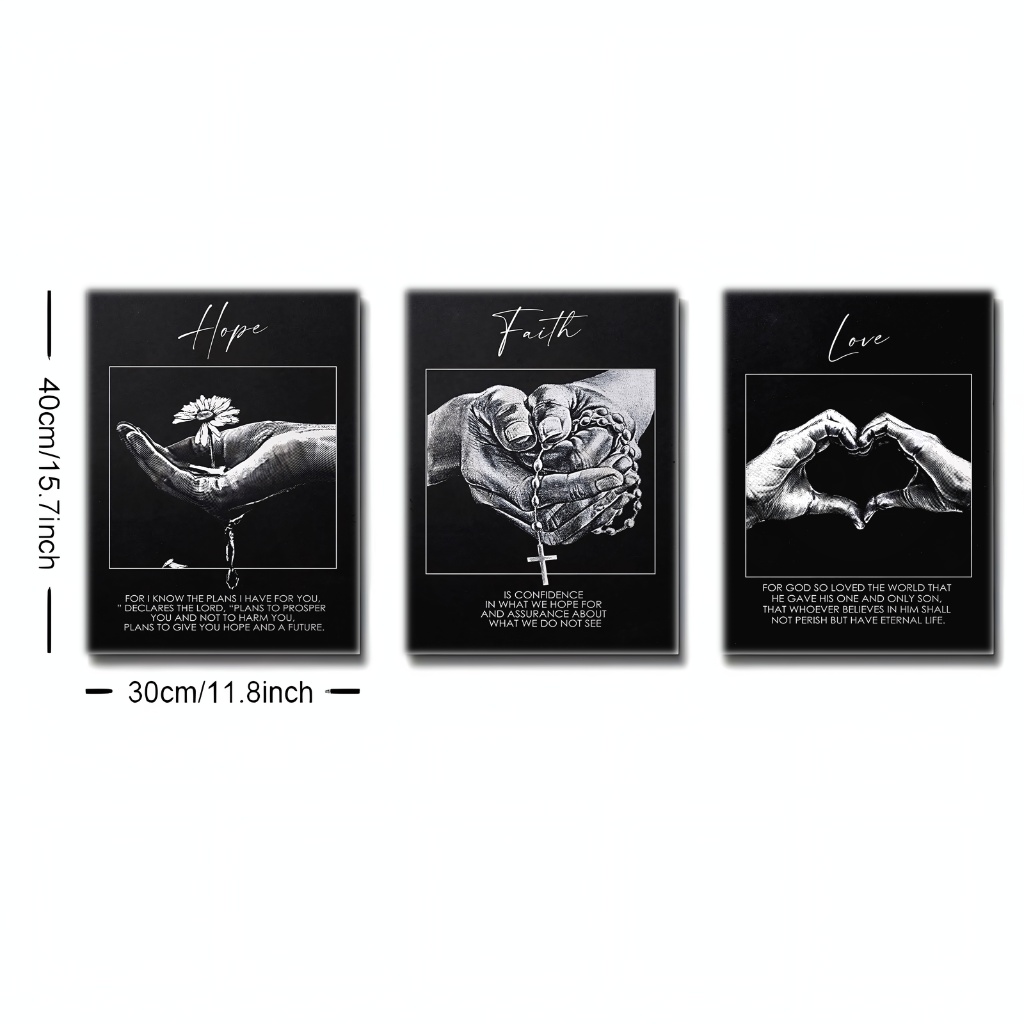 Hope
FOR I KNOW THE PLANS I HAVE FOR YOU,
" DECLARES THE LORD, "PLANS TO PROSPER
YOU AND NOT TO HARM YOU,
PLANS TO GIVE YOU HOPE AND A FUTURE.
Faith
IS CONFIDENCE
IN WHAT WE HOPE FOR
AND ASSURANCE ABOUT
WHAT WE DO NOT SEE
Love
FOR GOD SO LOVED THE WORLD THAT
HE GAVE HIS ONE AND ONLY SON,
THAT WHOEVER BELIEVES IN HIM SHALL
NOT PERISH BUT HAVE ETERNAL LIFE.
40cm/15.7inch
30cm/11.8inch